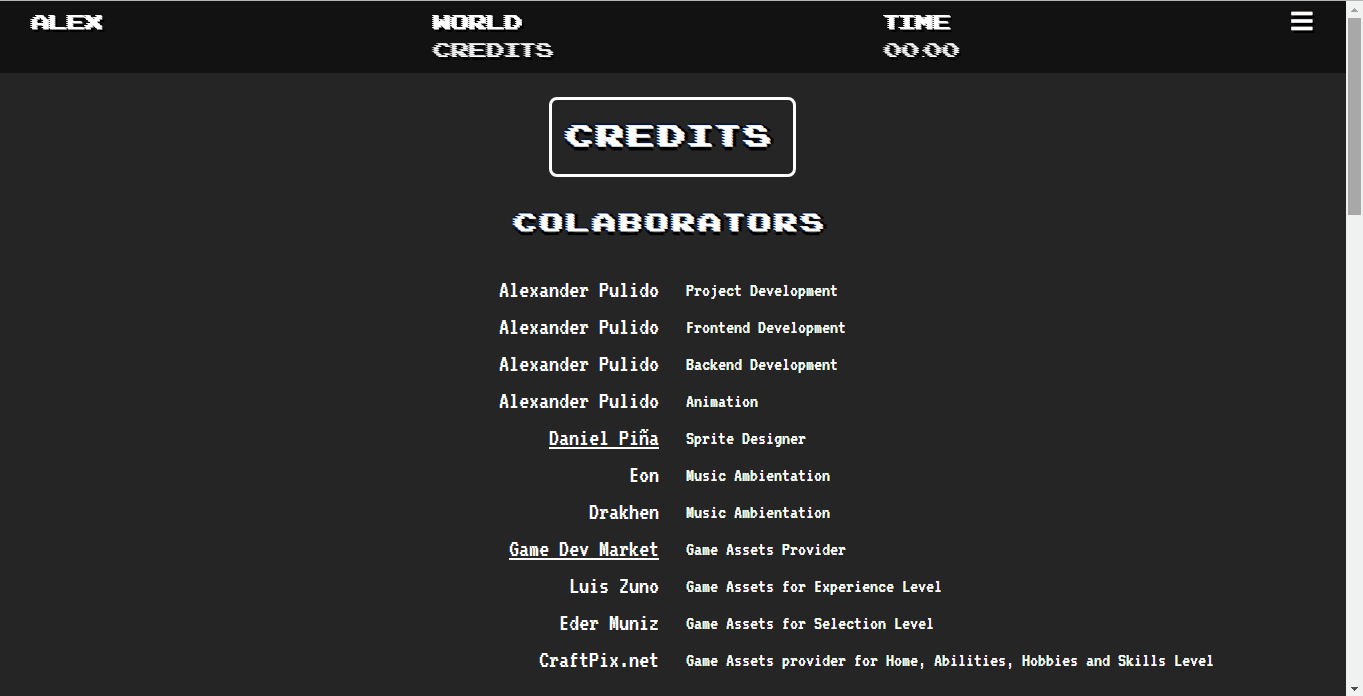 ALEX WORLD TIME
CREDITS 00:00
CREDITS
COLABORATORS
Alexander Pulido Project Development
Alexander Pulido Frontend Development
Alexander Pulido Backend Development
Alexander Pulido Animation
Daniel Piña Sprite Designer
Eon Music Ambientation
Drakhen Music Ambientation
Game Dev Market Game Assets Provider
Luis Zuno Game Assets for Experience Level
Eder Muniz Game Assets for Selection Level
CraftPix.net Game Assets provider for Home, Abilities, Hobbies and Skills Level